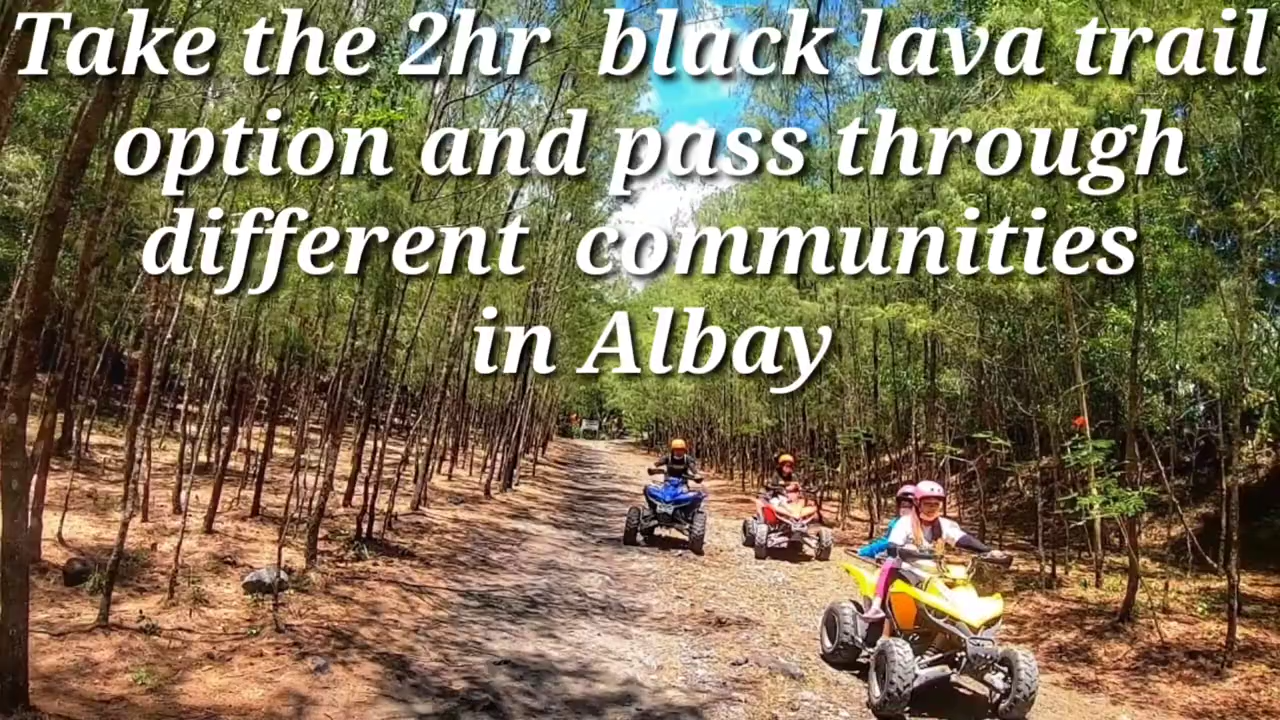 Take the 2hr black lava trail
option and pass through
different communities
in Albay